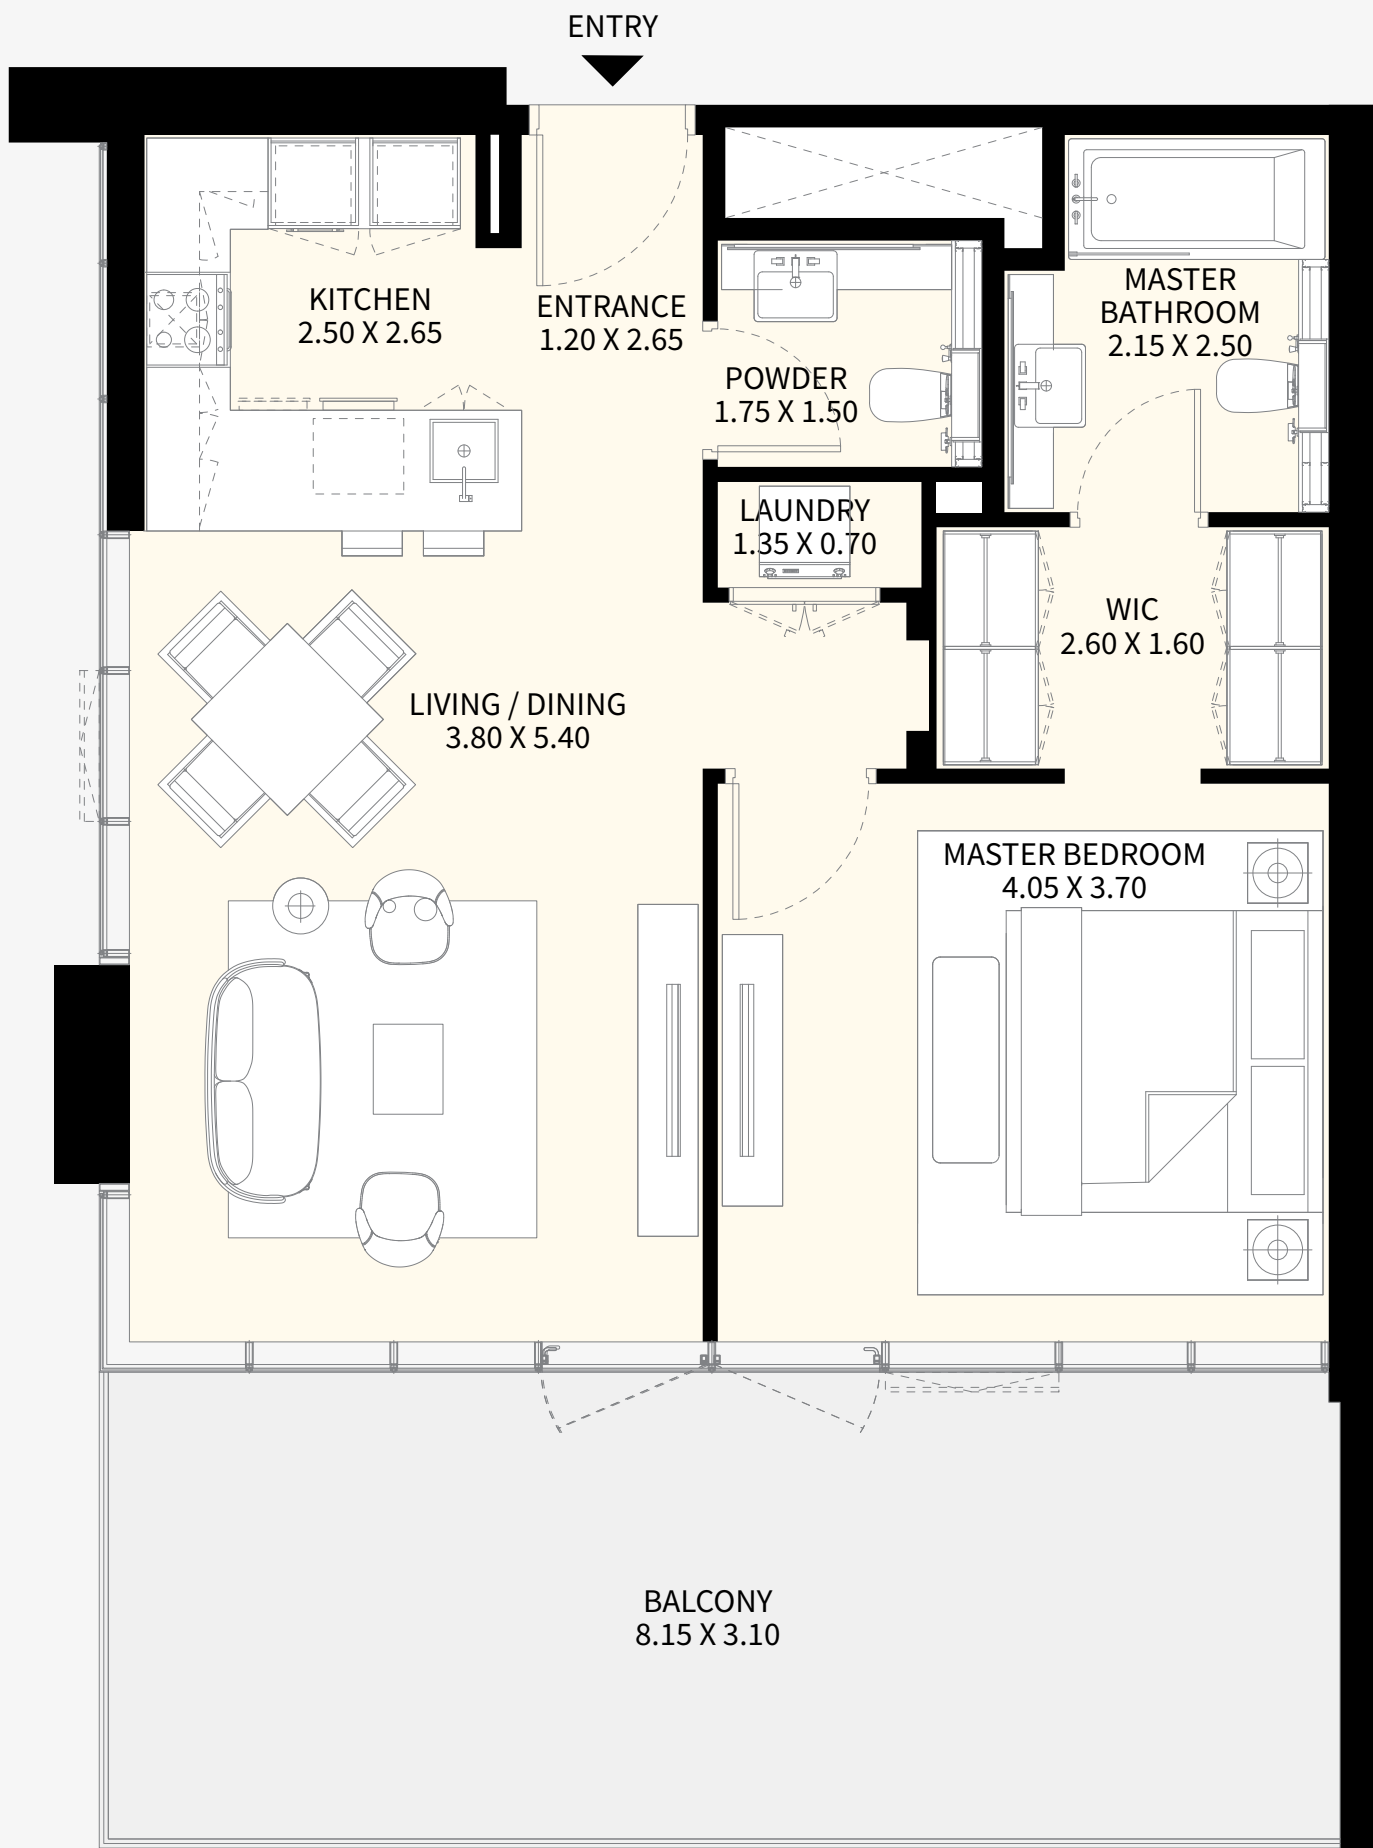 ENTRY
KITCHEN
2.50 X 2.65
ENTRANCE
1.20 X 2.65
MASTER
BATHROOM
2.15 X 2.50
POWDER
1.75 X 1.50
LAUNDRY
1.35 X 0.70
WIC
2.60 X 1.60
LIVING / DINING
3.80 X 5.40
MASTER BEDROOM
4.05 X 3.70
BALCONY
8.15 X 3.10